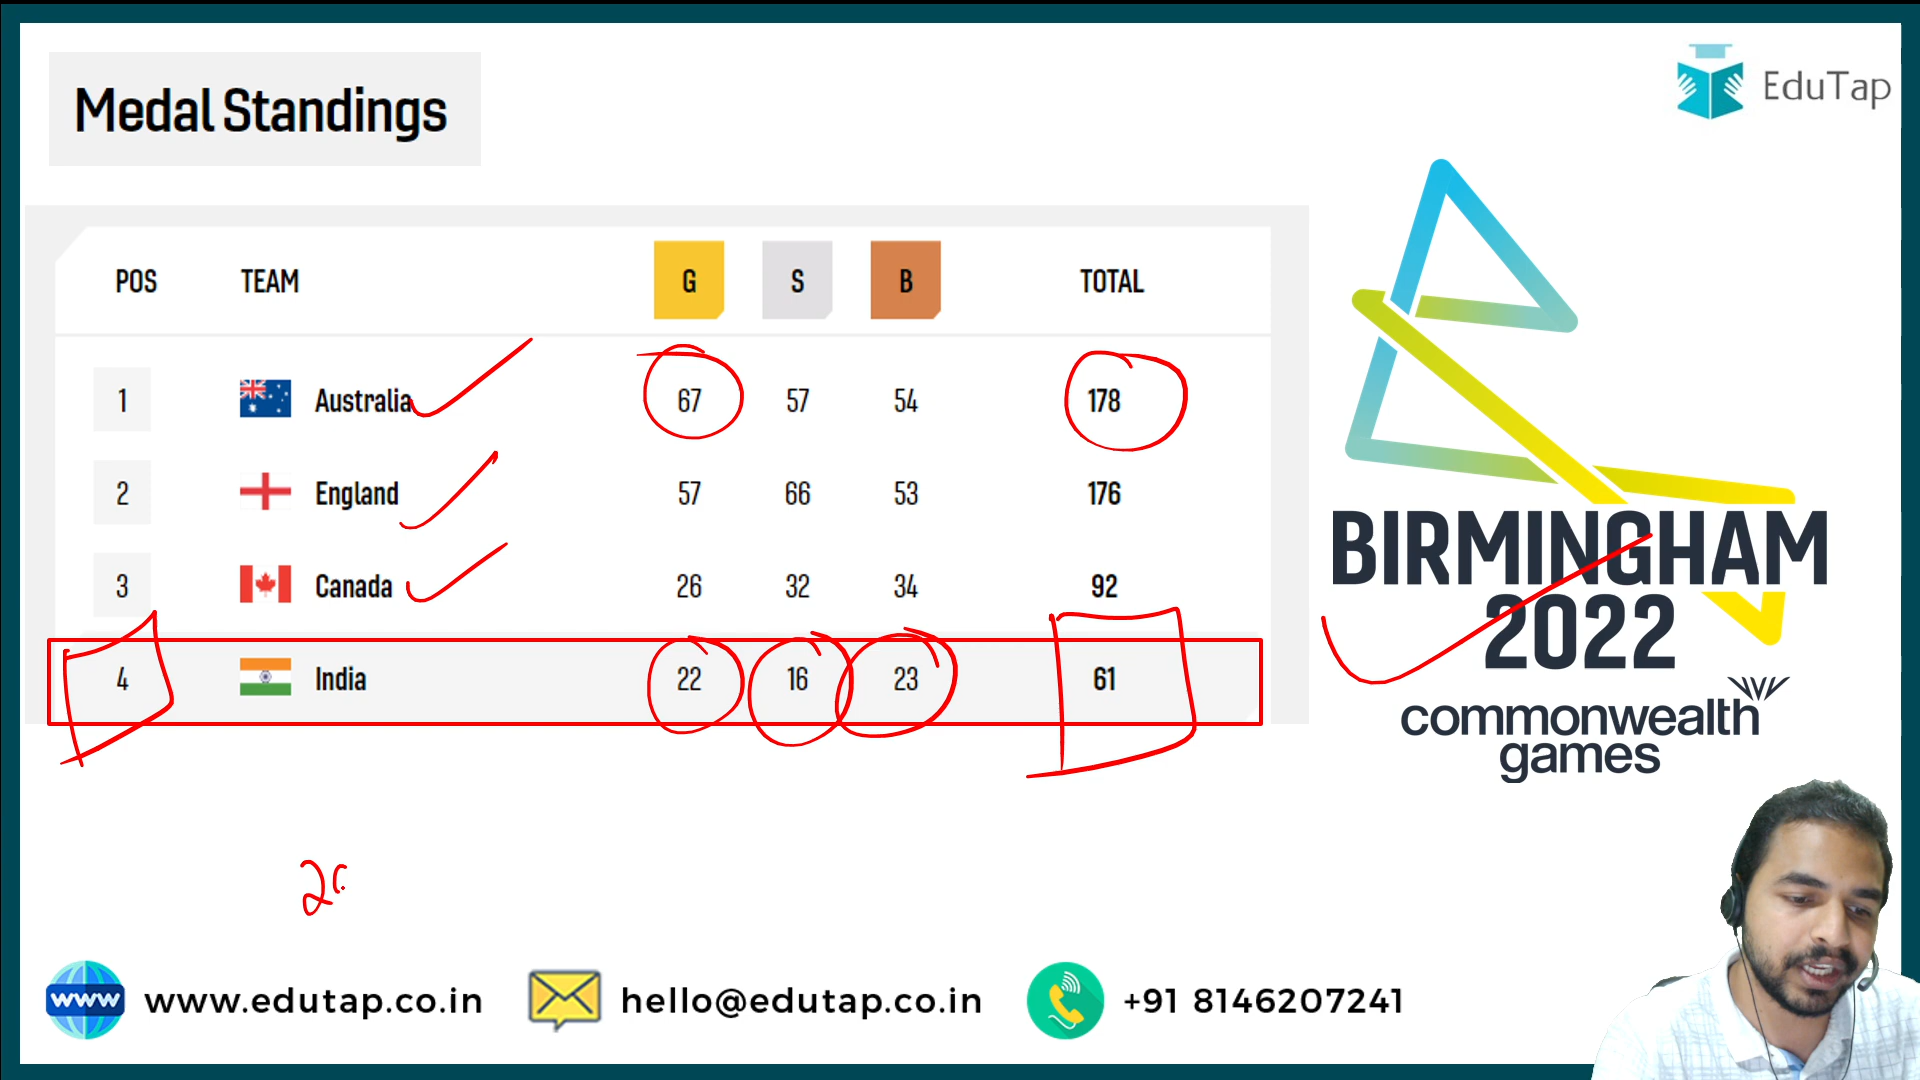 Medal Standings
EduTap
POS TEAM G S B TOTAL
1 Australia 67 57 54 178
2 England 57 66 53 176
3 Canada 26 32 34 92
4 India 22 16 23 61
BIRMINGHAM
2022
commonwealth
games
www www.edutap.co.in hello@edutap.co.in +91 8146207241